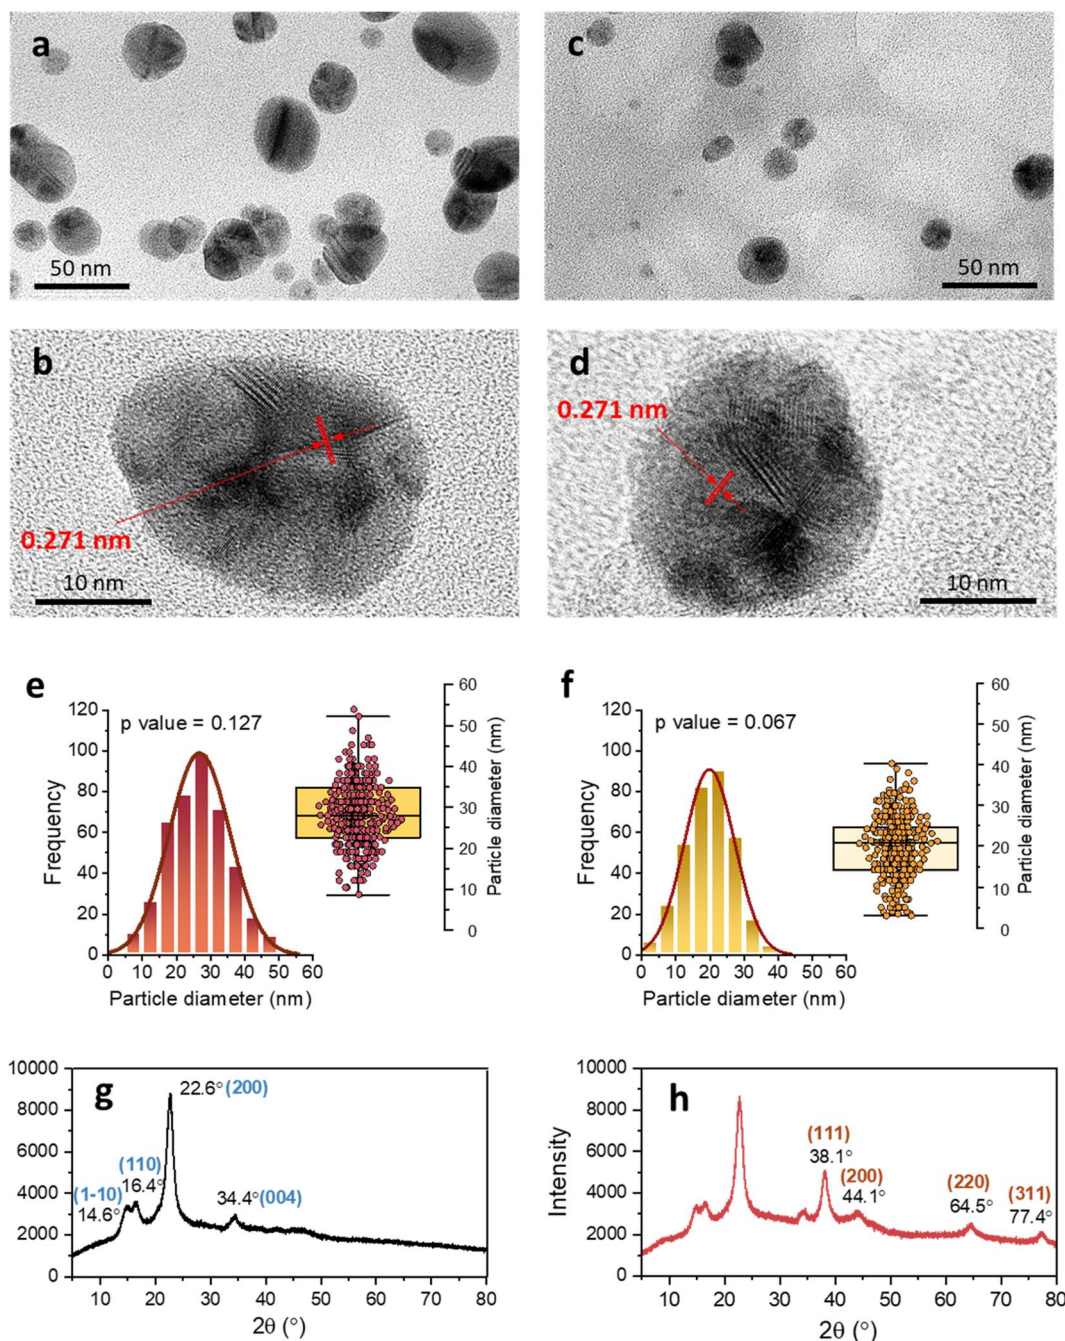 a
50 nm
c
50 nm
b
0.271 nm
10 nm
d
0.271 nm
10 nm
e
p value = 0.127
120
100
80
60
40
20
0
Frequency
0 10 20 30 40 50 60
Particle diameter (nm)
60
50
40
30
20
10
0
Particle diameter (nm)
f
p value = 0.067
120
100
80
60
40
20
0
Frequency
0 10 20 30 40 50 60
Particle diameter (nm)
60
50
40
30
20
10
0
Particle diameter (nm)
g
10000
8000
6000
4000
2000
0
22.6° (200)
(110)
16.4°
(1-10)
14.6°
34.4° (004)
10 20 30 40 50 60 70 80
2θ (°)
h
Intensity
10000
8000
6000
4000
2000
0
(111)
38.1°
(200)
44.1°
(220)
64.5°
(311)
77.4°
10 20 30 40 50 60 70 80
2θ (°)